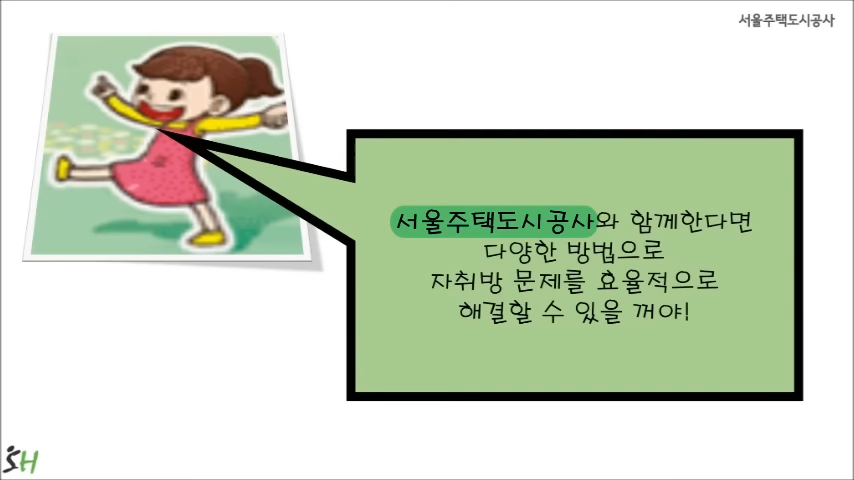 서울주택도시공사
서울주택도시공사와 함께한다면
다양한 방법으로
자취방 문제를 효율적으로
해결할 수 있을 꺼야!
SH